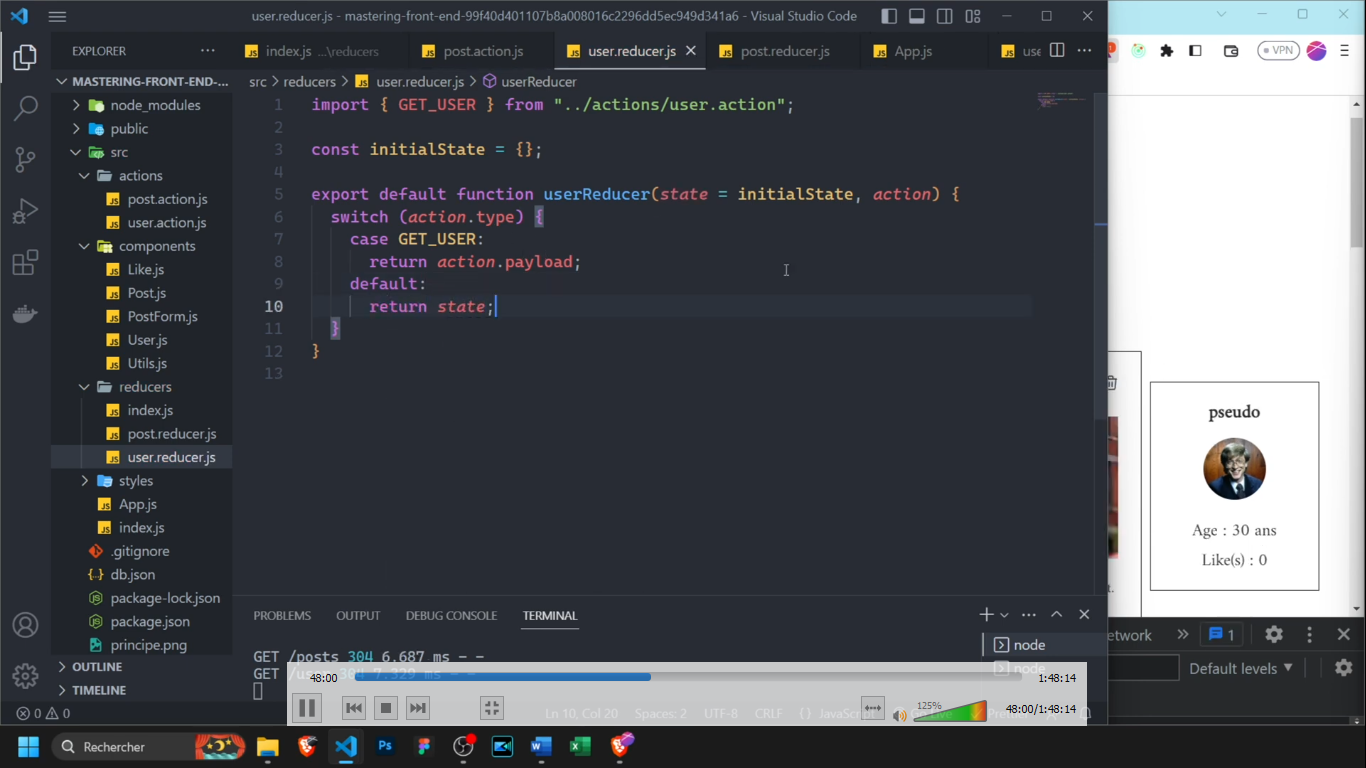 user.reducer.js - mastering-front-end-99f40d401107b8a008016c2296dd5ec949d341a6 - Visual Studio Code
EXPLORER
index.js ...\reducers
post.action.js
user.reducer.js
post.reducer.js
App.js
VPN
MASTERING-FRONT-END-...
node_modules
public
src
actions
post.action.js
user.action.js
components
Like.js
Post.js
PostForm.js
User.js
Utils.js
reducers
index.js
post.reducer.js
user.reducer.js
styles
App.js
index.js
.gitignore
db.json
package-lock.json
package.json
principe.png
OUTLINE
TIMELINE
src > reducers > user.reducer.js > userReducer
1 import { GET_USER } from "../actions/user.action";
2
3 const initialState = {};
4
5 export default function userReducer(state = initialState, action) {
6 switch (action.type) {
7 case GET_USER:
8 return action.payload;
9 default:
10 return state;
11 }
12 }
13
PROBLEMS
OUTPUT
DEBUG CONSOLE
TERMINAL
GET /posts 304 6.687 ms - -
GET /user 304 7.329 ms - -
node
node
pseudo
Age : 30 ans
Like(s) : 0
etwork
1
Default levels
48:00
1:48:14
125%
48:00/1:48:14
0 0
Ln 10, Col 20
Spaces: 2
UTF-8
CRLF
{ } JavaScript
Rechercher